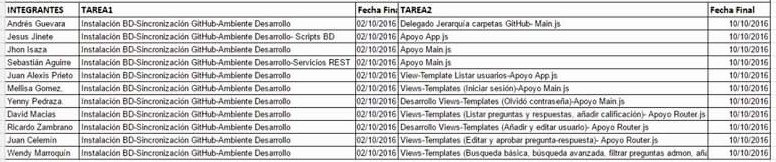 INTEGRANTES TAREA1 Fecha Fina TAREA2 Fecha Final
Andrés Guevara Instalación BD-Sincronización GitHub-Ambiente Desarrollo 02/10/2016 Delegado Jerarquía carpetas GitHub- Main.js 10/10/2016
Jesus Jinete Instalación BD-Sincronización GitHub-Ambiente Desarrollo- Scripts BD 02/10/2016 Apoyo App.js 10/10/2016
Jhon Isaza Instalación BD-Sincronización GitHub-Ambiente Desarrollo 02/10/2016 Apoyo Main.js 10/10/2016
Sebastián Aguirre Instalación BD-Sincronización GitHub-Ambiente Desarrollo-Servicios REST 02/10/2016 Apoyo Main.js 10/10/2016
Juan Alexis Prieto Instalación BD-Sincronización GitHub-Ambiente Desarrollo 02/10/2016 View-Template Listar usuarios-Apoyo App.js 10/10/2016
Mellisa Gomez. Instalación BD-Sincronización GitHub-Ambiente Desarrollo 02/10/2016 Views-Templates (Iniciar sesión)-Apoyo Main.js 10/10/2016
Yenny Pedraza Instalación BD-Sincronización GitHub-Ambiente Desarrollo 02/10/2016 Desarrollo Views-Templates (Olvidó contraseña)-Apoyo Main.js 10/10/2016
David Macias Instalación BD-Sincronización GitHub-Ambiente Desarrollo 02/10/2016 Views-Templates (Listar preguntas y respuestas, añadir calificación)- Apoyo Router.js 10/10/2016
Ricardo Zambrano Instalación BD-Sincronización GitHub-Ambiente Desarrollo 02/10/2016 Desarrollo Views-Templates (Añadir y editar usuario)- Apoyo Router.js 10/10/2016
Juan Celemín Instalación BD-Sincronización GitHub-Ambiente Desarrollo 02/10/2016 Views-Templates (Editar y aprobar pregunta-respuesta)- Apoyo Router.js 10/10/2016
Wendy Marroquín Instalación BD-Sincronización GitHub-Ambiente Desarrollo 02/10/2016 Views-Templates (Busqueda básica, búsqueda avanzada, filtrar preguntas admon, aña 10/10/2016